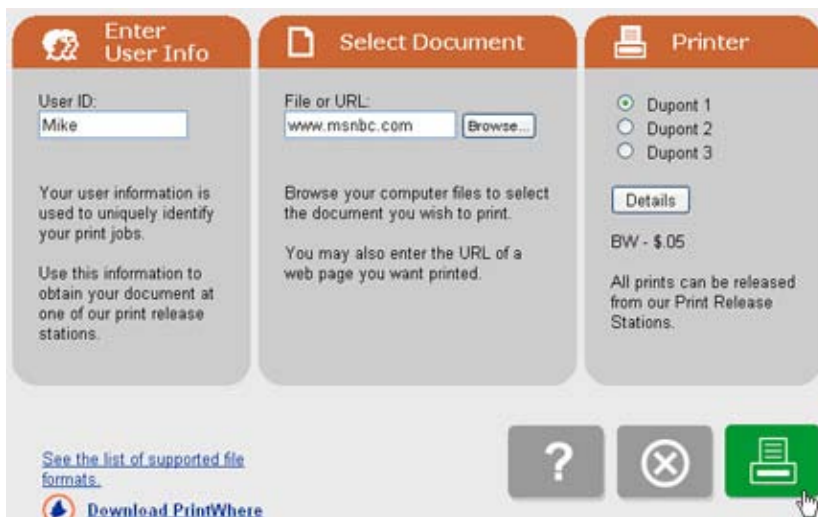 Enter
User Info
User ID:
Mike
Your user information is
used to uniquely identify
your print jobs.
Use this information to
obtain your document at
one of our print release
stations.
Select Document
File or URL:
www.msnbc.com
Browse...
Browse your computer files to select
the document you wish to print.
You may also enter the URL of a
web page you want printed.
Printer
Dupont 1
Dupont 2
Dupont 3
Details
BW - $.05
All prints can be released
from our Print Release
Stations.
See the list of supported file
formats.
Download PrintWhere
?